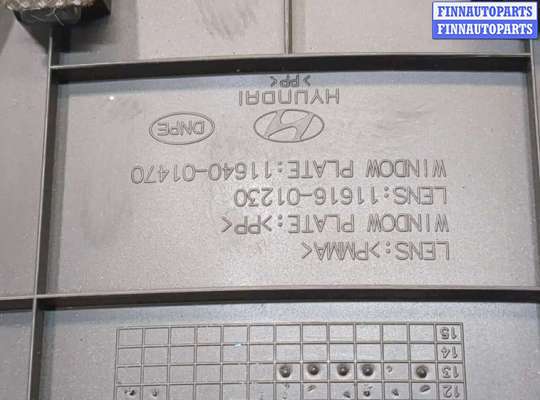 FINNAUTOPARTS
FINNAUTOPARTS
LENS:>PMMA<
WINDOW PLATE:>PP<
LENS:11616-01230
WINDOW PLATE:11640-01470
DNPE
HYUNDAI
>PP<
12
13
14
15